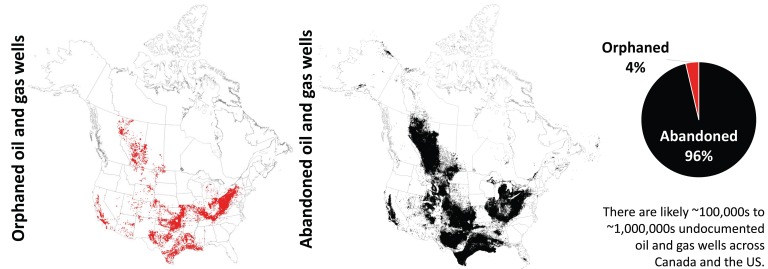 Orphaned oil and gas wells
Abandoned oil and gas wells
Orphaned
4%
Abandoned
96%
There are likely ~100,000s to
~1,000,000s undocumented
oil and gas wells across
Canada and the US.